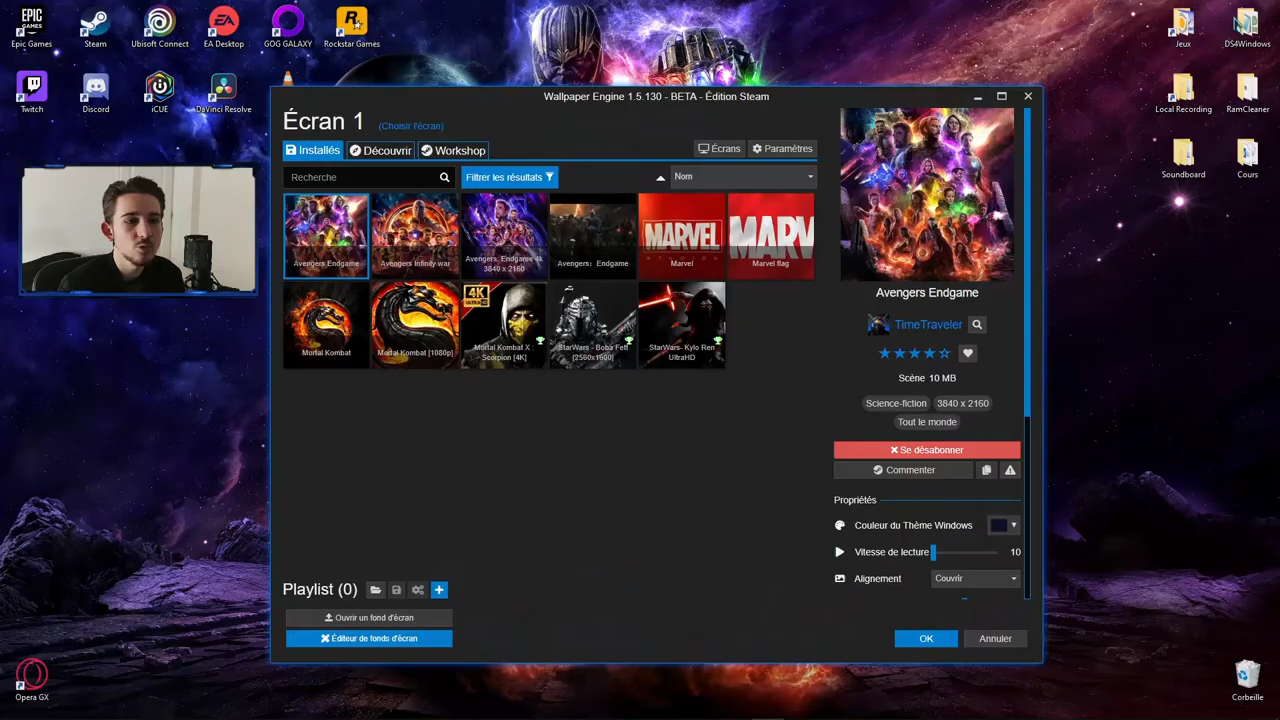 Epic Games
Steam
Ubisoft Connect
EA Desktop
GOG GALAXY
Rockstar Games
Jeux
DS4Windows
Twitch
Discord
iCUE
DaVinci Resolve
Local Recording
RamCleaner
Soundboard
Cours
Wallpaper Engine 1.5.130 - BETA - Édition Steam
Écran 1 (Choisir l'écran)
Installés
Découvrir
Workshop
Écrans
Paramètres
Recherche
Filtrer les résultats
Nom
Avengers Endgame
Avengers Infinity war
Avengers, Endgame 4k
3840 x 2160
Avengers: Endgame
MARVEL
STUDIOS
Marvel
MARV
Marvel flag
Mortal Kombat
Mortal Kombat [1080p]
4K
ULTRA HD
Mortal Kombat X :
Scorpion [4K]
StarWars - Boba Fett
[2560x1600]
StarWars- Kylo Ren
UltraHD
Avengers Endgame
TimeTraveler
Scène 10 MB
Science-fiction
3840 x 2160
Tout le monde
Se désabonner
Commenter
Propriétés
Couleur du Thème Windows
Vitesse de lecture
10
Alignement
Couvrir
Playlist (0)
Ouvrir un fond d'écran
Éditeur de fonds d'écran
OK
Annuler
Opera GX
Corbeille